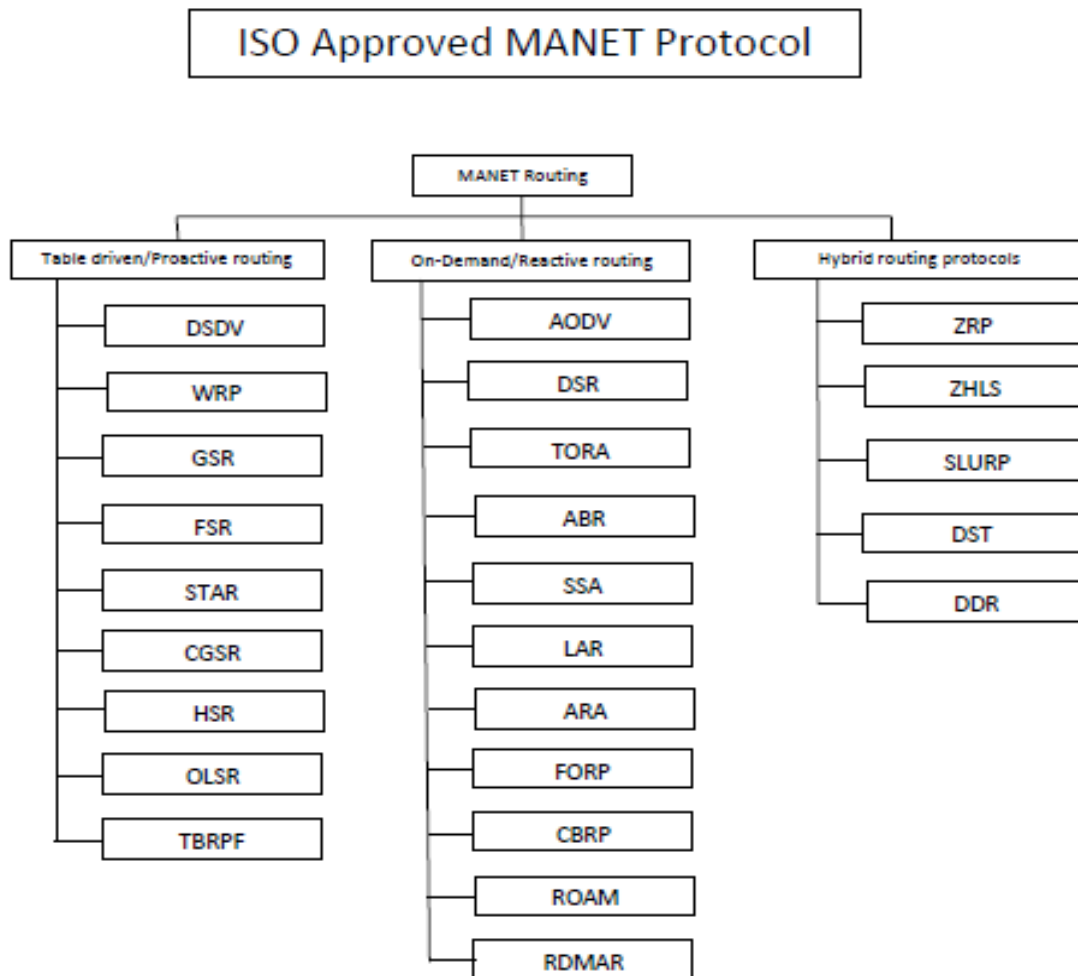 ISO Approved MANET Protocol
MANET Routing
Table driven/Proactive routing
DSDV
WRP
GSR
FSR
STAR
CGSR
HSR
OLSR
TBRPF
On-Demand/Reactive routing
AODV
DSR
TORA
ABR
SSA
LAR
ARA
FORP
CBRP
ROAM
RDMAR
Hybrid routing protocols
ZRP
ZHLS
SLURP
DST
DDR